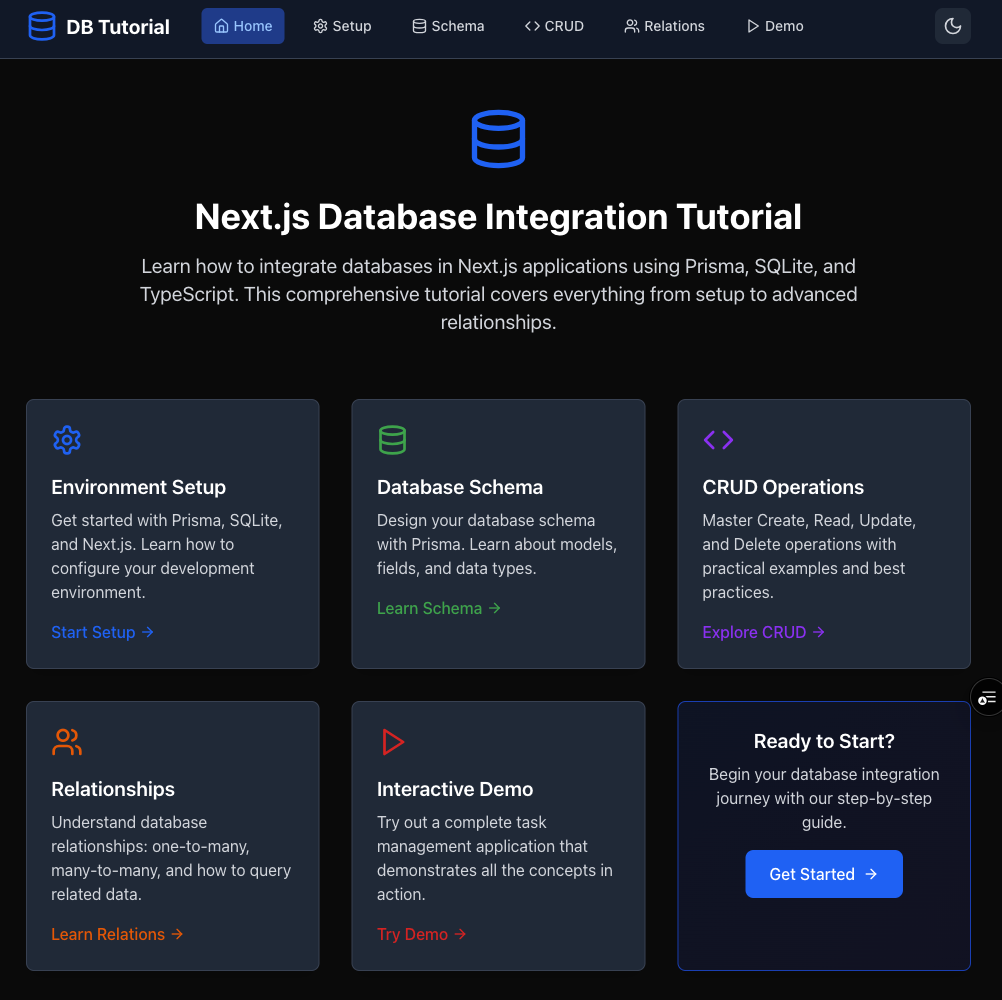 DB Tutorial
Home
Setup
Schema
CRUD
Relations
Demo
Next.js Database Integration Tutorial
Learn how to integrate databases in Next.js applications using Prisma, SQLite, and
TypeScript. This comprehensive tutorial covers everything from setup to advanced
relationships.
Environment Setup
Get started with Prisma, SQLite,
and Next.js. Learn how to
configure your development
environment.
Start Setup →
Database Schema
Design your database schema
with Prisma. Learn about models,
fields, and data types.
Learn Schema →
CRUD Operations
Master Create, Read, Update,
and Delete operations with
practical examples and best
practices.
Explore CRUD →
Relationships
Understand database
relationships: one-to-many,
many-to-many, and how to query
related data.
Learn Relations →
Interactive Demo
Try out a complete task
management application that
demonstrates all the concepts in
action.
Try Demo →
Ready to Start?
Begin your database integration
journey with our step-by-step
guide.
Get Started →